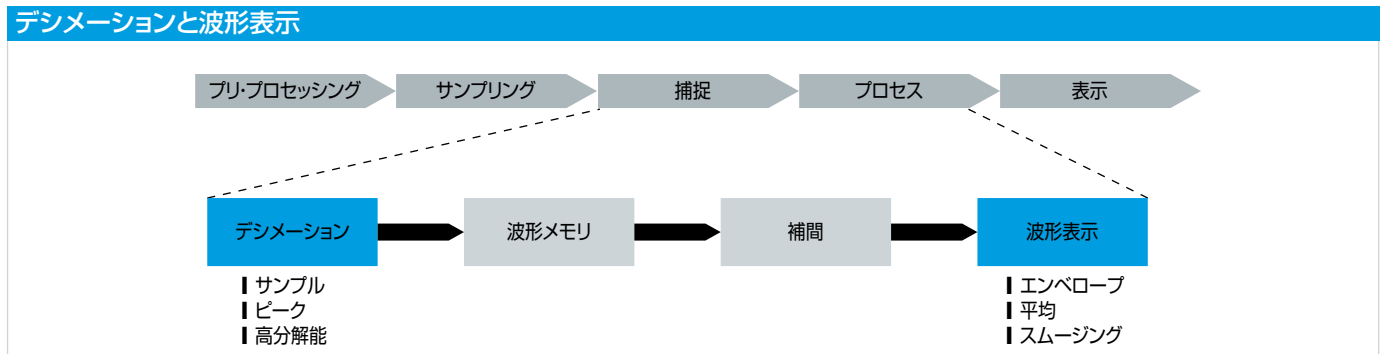 デシメーションと波形表示
プリ・プロセッシング
サンプリング
捕捉
プロセス
表示
デシメーション
波形メモリ
補間
波形表示
サンプル
ピーク
高分解能
エンベロープ
平均
スムージング